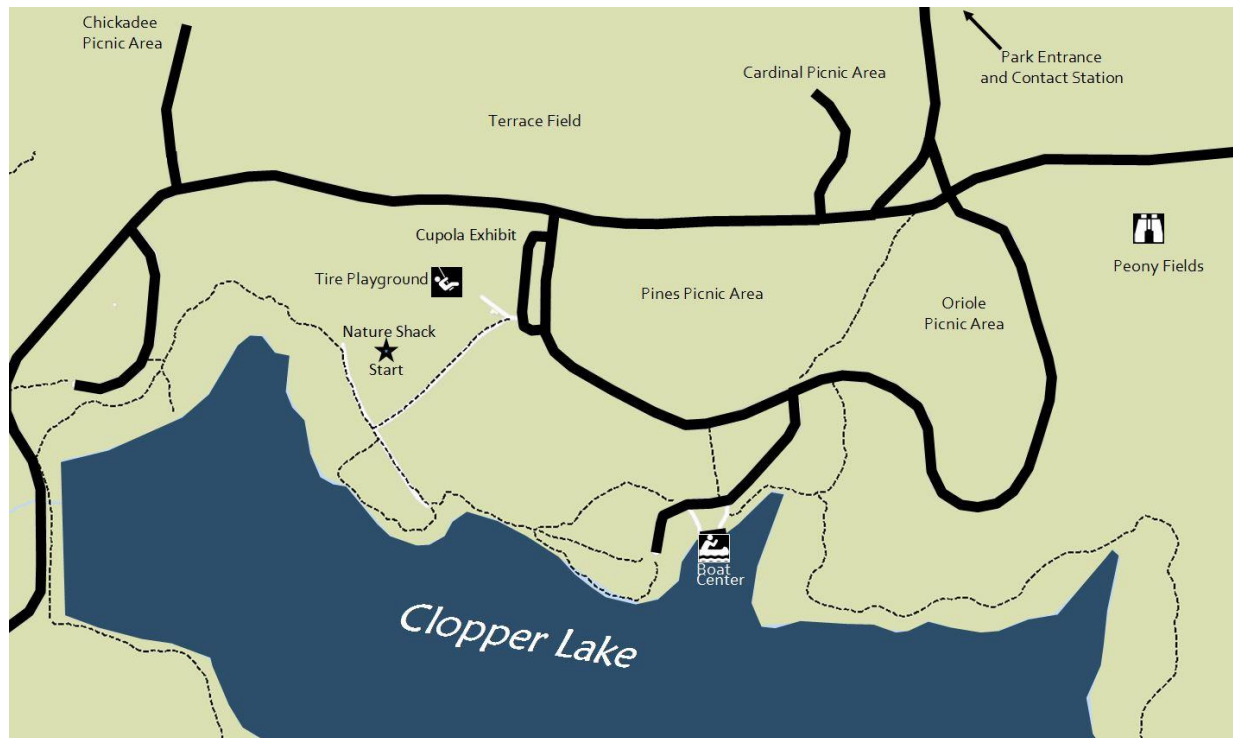 Chickadee
Picnic Area
Park Entrance
and Contact Station
Cardinal Picnic Area
Terrace Field
Cupola Exhibit
Tire Playground
Peony Fields
Pines Picnic Area
Oriole
Picnic Area
Nature Shack
Start
Boat
Center
Clopper Lake